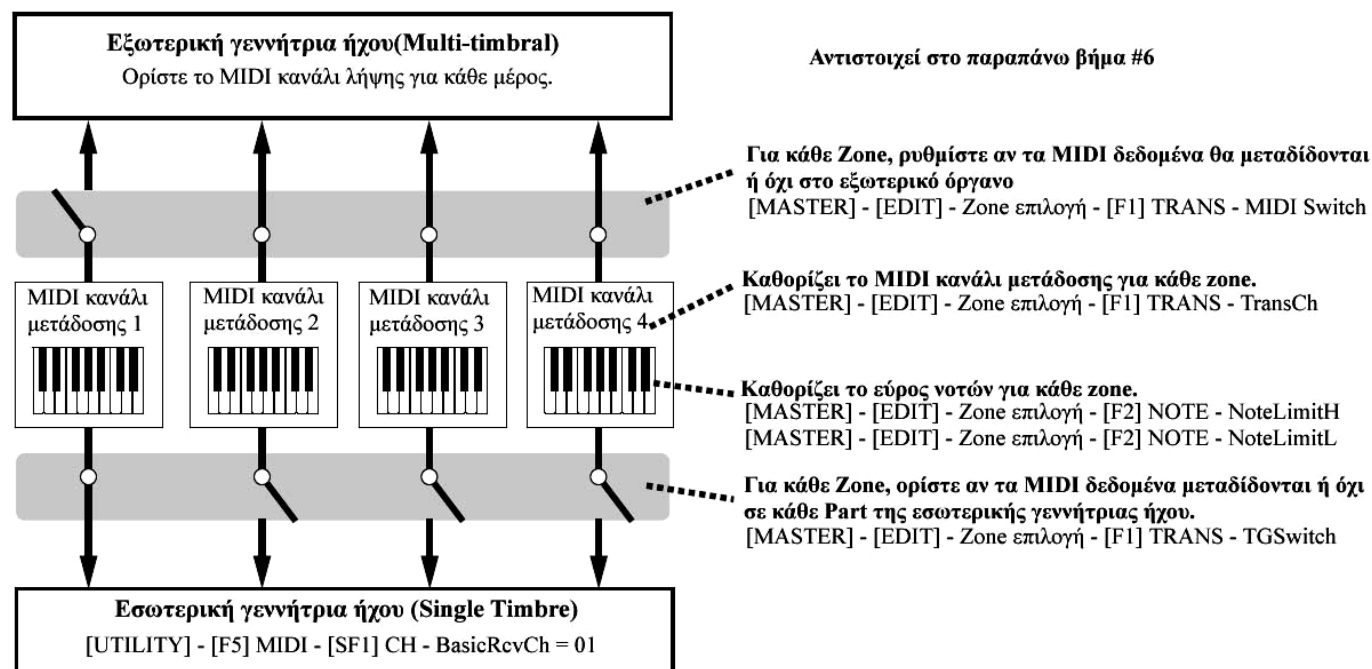 Εξωτερική γεννήτρια ήχου(Multi-timbral)
Ορίστε το MIDI κανάλι λήψης για κάθε μέρος.
Αντιστοιχεί στο παραπάνω βήμα #6
Για κάθε Zone, ρυθμίστε αν τα MIDI δεδομένα θα μεταδίδονται
ή όχι στο εξωτερικό όργανο
[MASTER] - [EDIT] - Zone επιλογή - [F1] TRANS - MIDI Switch
MIDI κανάλι
μετάδοσης 1
MIDI κανάλι
μετάδοσης 2
MIDI κανάλι
μετάδοσης 3
MIDI κανάλι
μετάδοσης 4
Καθορίζει το MIDI κανάλι μετάδοσης για κάθε zone.
[MASTER] - [EDIT] - Zone επιλογή - [F1] TRANS - TransCh
Καθορίζει το εύρος νοτών για κάθε zone.
[MASTER] - [EDIT] - Zone επιλογή - [F2] NOTE - NoteLimitH
[MASTER] - [EDIT] - Zone επιλογή - [F2] NOTE - NoteLimitL
Για κάθε Zone, ορίστε αν τα MIDI δεδομένα μεταδίδονται ή όχι
σε κάθε Part της εσωτερικής γεννήτριας ήχου.
[MASTER] - [EDIT] - Zone επιλογή - [F1] TRANS - TGSwitch
Εσωτερική γεννήτρια ήχου (Single Timbre)
[UTILITY] - [F5] MIDI - [SF1] CH - BasicRcvCh = 01